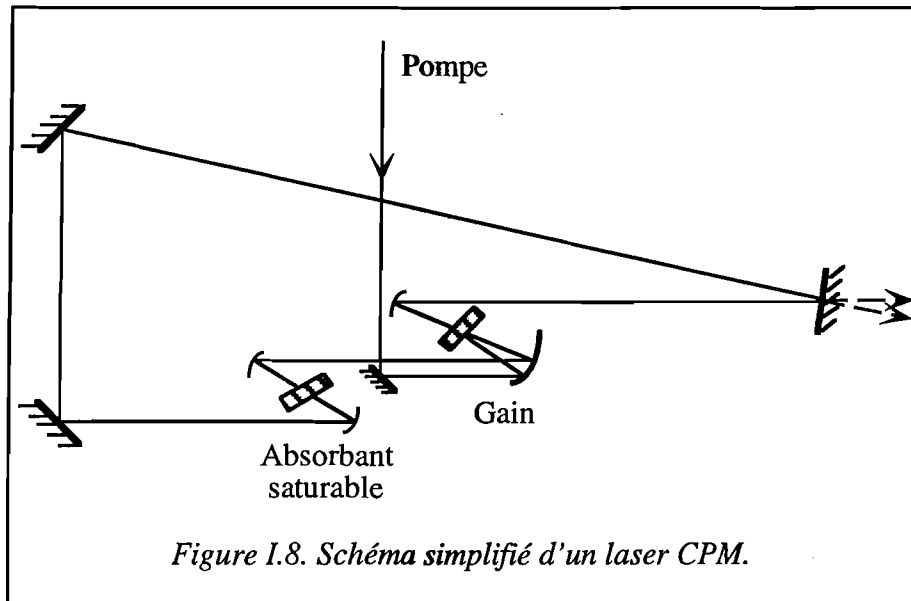 Pompe
Gain
Absorbant
saturable
Figure I.8. Schéma simplifié d'un laser CPM.